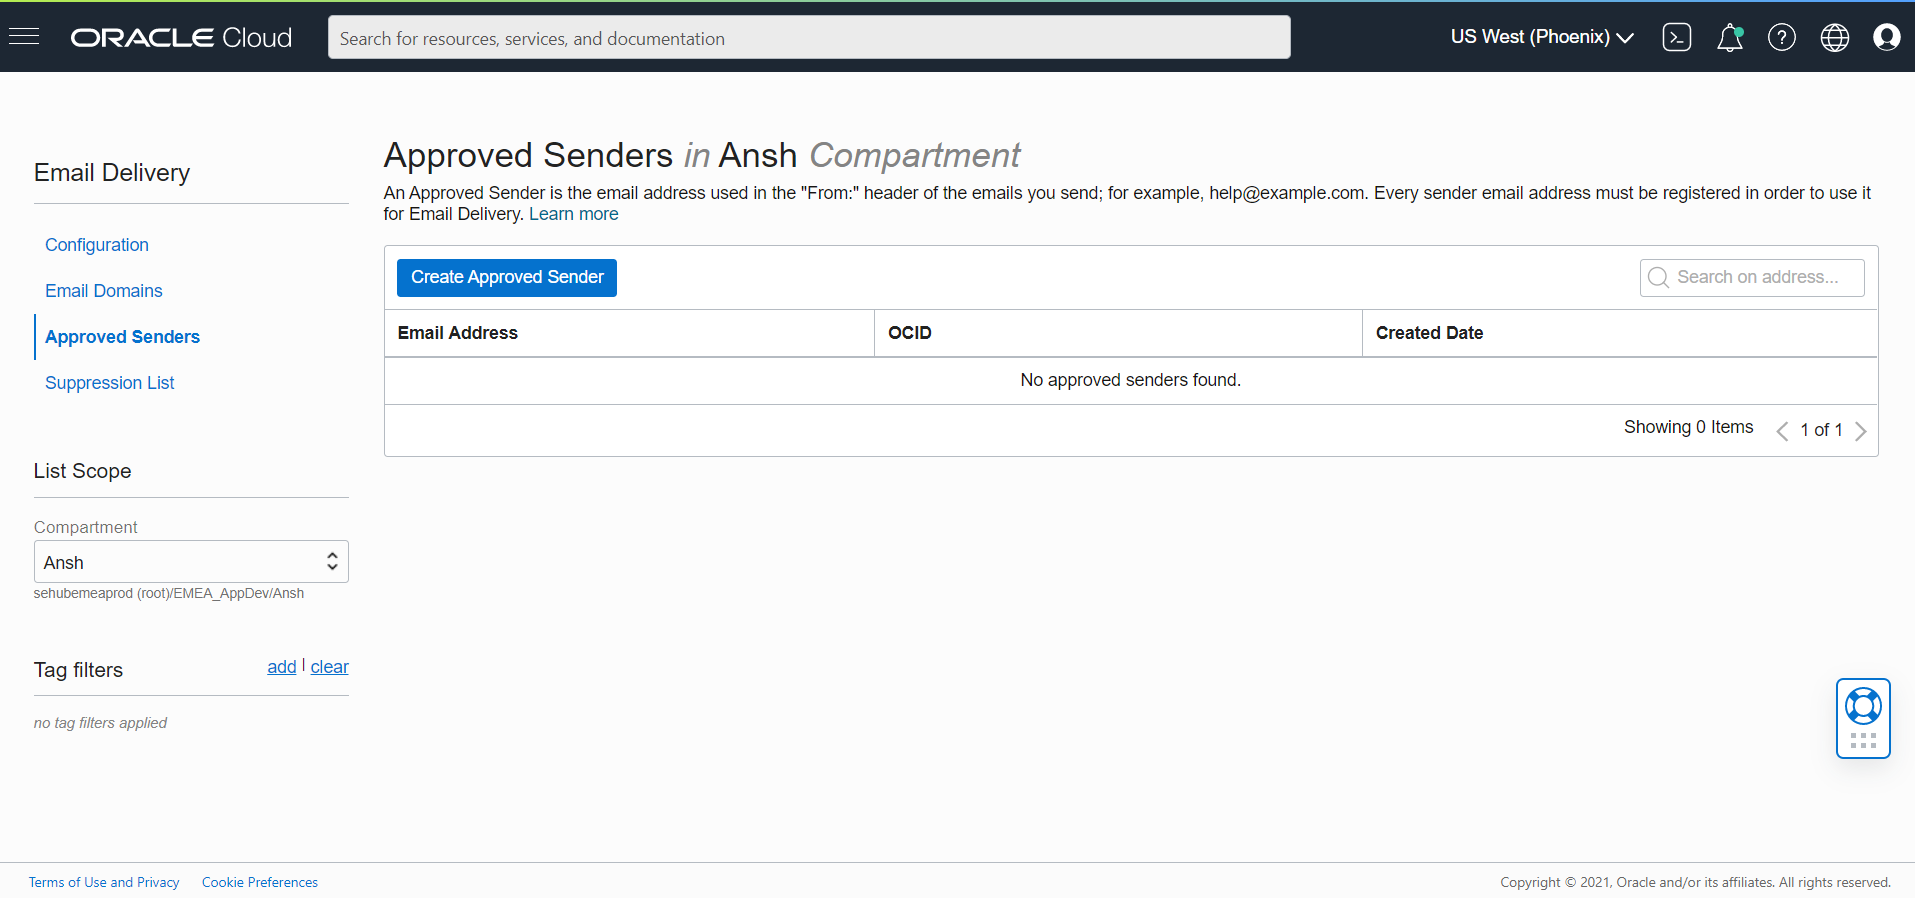 ORACLE Cloud
Search for resources, services, and documentation
US West (Phoenix)
Email Delivery
Configuration
Email Domains
Approved Senders
Suppression List
List Scope
Compartment
Ansh
sehubemeaprod (root)/EMEA_AppDev/Ansh
Tag filters
add | clear
no tag filters applied
Approved Senders in Ansh Compartment
An Approved Sender is the email address used in the "From:" header of the emails you send; for example, help@example.com. Every sender email address must be registered in order to use it
for Email Delivery. Learn more
Create Approved Sender
Search on address...
Email Address OCID Created Date
No approved senders found.
Showing 0 Items 1 of 1
Terms of Use and Privacy Cookie Preferences
Copyright © 2021, Oracle and/or its affiliates. All rights reserved.